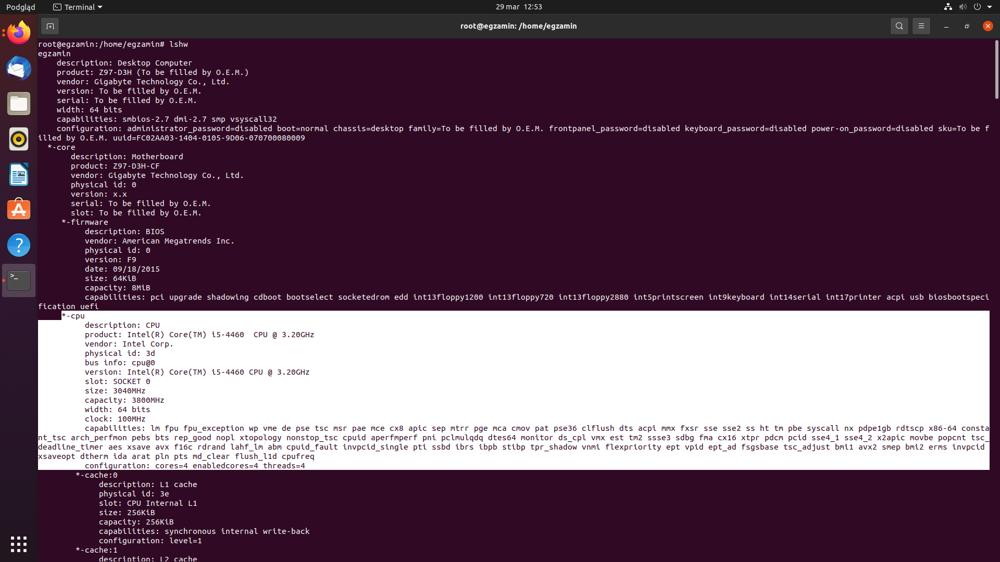 Podgląd Terminal 29 mar 12:53
root@egzamin: /home/egzamin
root@egzamin:/home/egzamin# lshw
egzamin
description: Desktop Computer
product: Z97-D3H (To be filled by O.E.M.)
vendor: Gigabyte Technology Co., Ltd.
version: To be filled by O.E.M.
serial: To be filled by O.E.M.
width: 64 bits
capabilities: smbios-2.7 dmi-2.7 smp vsyscall32
configuration: administrator_password=disabled boot=normal chassis=desktop family=To be filled by O.E.M. frontpanel_password=disabled keyboard_password=disabled power-on_password=disabled sku=To be f
illed by O.E.M. uuid=FC02AA03-1404-0105-9D06-070700080009
*-core
description: Motherboard
product: Z97-D3H-CF
vendor: Gigabyte Technology Co., Ltd.
physical id: 0
version: x.x
serial: To be filled by O.E.M.
slot: To be filled by O.E.M.
*-firmware
description: BIOS
vendor: American Megatrends Inc.
physical id: 0
version: F9
date: 09/18/2015
size: 64KiB
capacity: 8MiB
capabilities: pci upgrade shadowing cdboot bootselect socketedrom edd int13floppy1200 int13floppy720 int13floppy2880 int5printscreen int9keyboard int14serial int17printer acpi usb biosbootspeci
fication uefi
*-cpu
description: CPU
product: Intel(R) Core(TM) i5-4460  CPU @ 3.20GHz
vendor: Intel Corp.
physical id: 3d
bus info: cpu@0
version: Intel(R) Core(TM) i5-4460 CPU @ 3.20GHz
slot: SOCKET 0
size: 3040MHz
capacity: 3800MHz
width: 64 bits
clock: 100MHz
capabilities: lm fpu fpu_exception wp vme de pse tsc msr pae mce cx8 apic sep mtrr pge mca cmov pat pse36 clflush dts acpi mmx fxsr sse sse2 ss ht tm pbe syscall nx pdpe1gb rdtscp x86-64 consta
nt_tsc arch_perfmon pebs bts rep_good nopl xtopology nonstop_tsc cpuid aperfmperf pni pclmulqdq dtes64 monitor ds_cpl vmx est tm2 ssse3 sdbg fma cx16 xtpr pdcm pcid sse4_1 sse4_2 x2apic movbe popcnt tsc_
deadline_timer aes xsave avx f16c rdrand lahf_lm abm cpuid_fault invpcid_single pti ssbd ibrs ibpb stibp tpr_shadow vnmi flexpriority ept vpid ept_ad fsgsbase tsc_adjust bmi1 avx2 smep bmi2 erms invpcid
xsaveopt dtherm ida arat pln pts md_clear flush_l1d cpufreq
configuration: cores=4 enabledcores=4 threads=4
*-cache:0
description: L1 cache
physical id: 3e
slot: CPU Internal L1
size: 256KiB
capacity: 256KiB
capabilities: synchronous internal write-back
configuration: level=1
*-cache:1
description: L2 cache